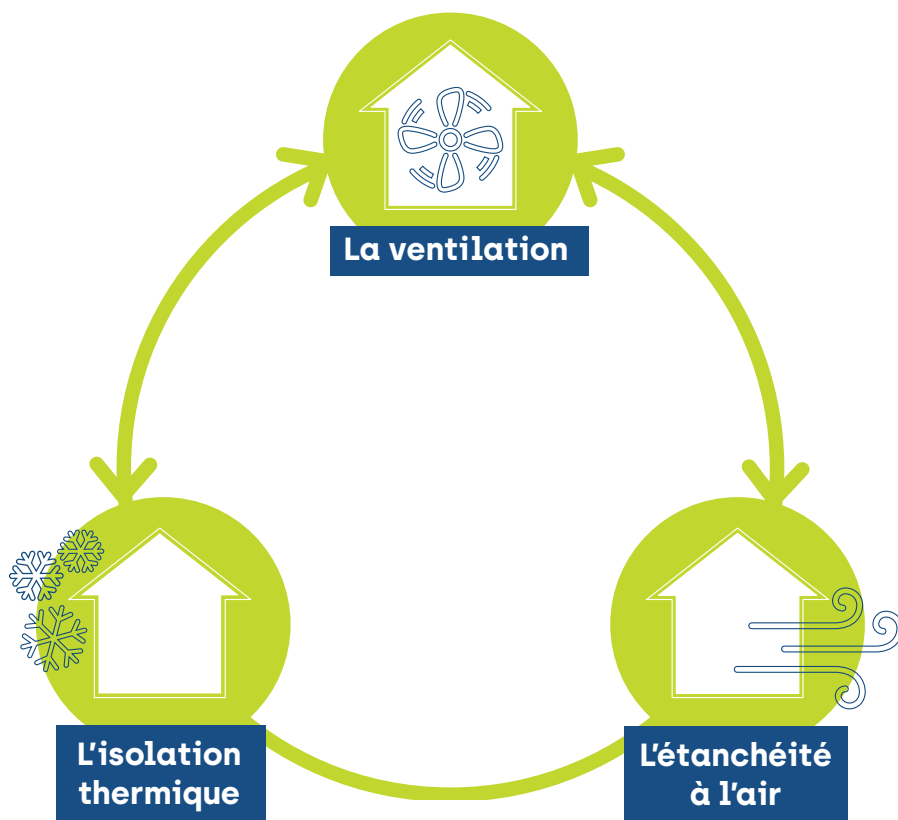 La ventilation
L'isolation
thermique
L'étanchéité
à l'air